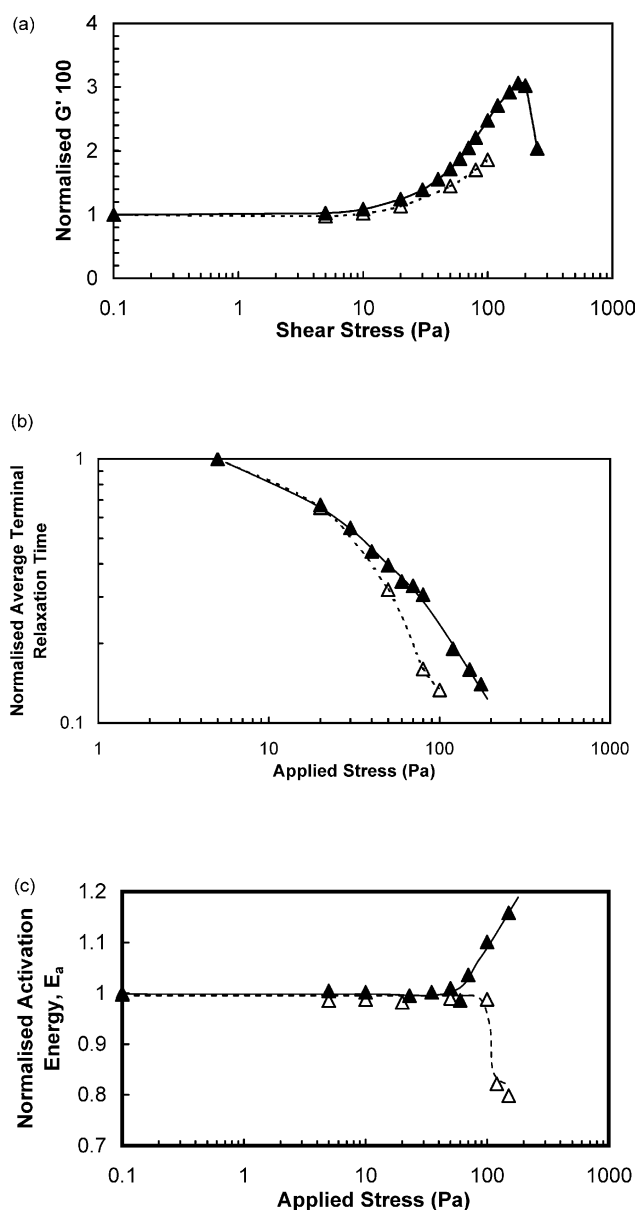 (a)
4
3
2
1
0
Normalised G' 100
0.1 1 10 100 1000
Shear Stress (Pa)
(b)
1
0.1
Normalised Average Terminal
Relaxation Time
1 10 100 1000
Applied Stress (Pa)
(c)
1.2
1.1
1
0.9
0.8
0.7
Normalised Activation
Energy, Ea
0.1 1 10 100 1000
Applied Stress (Pa)